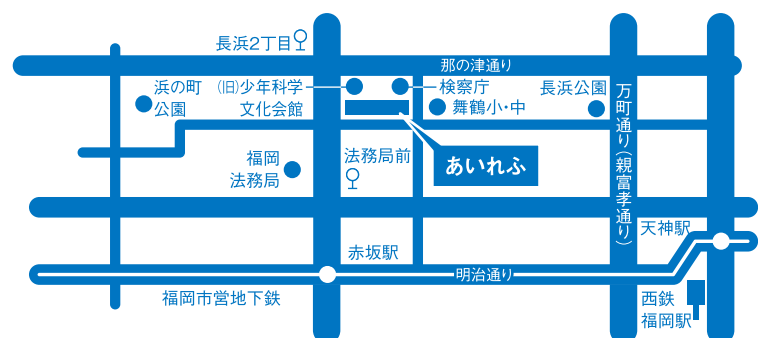 長浜2丁目
那の津通り
浜の町
公園
(旧)少年科学
文化会館
検察庁
舞鶴小・中
長浜公園
万町通り(親富孝通り)
福岡
法務局
法務局前
あいれふ
天神駅
赤坂駅
明治通り
福岡市営地下鉄
西鉄
福岡駅